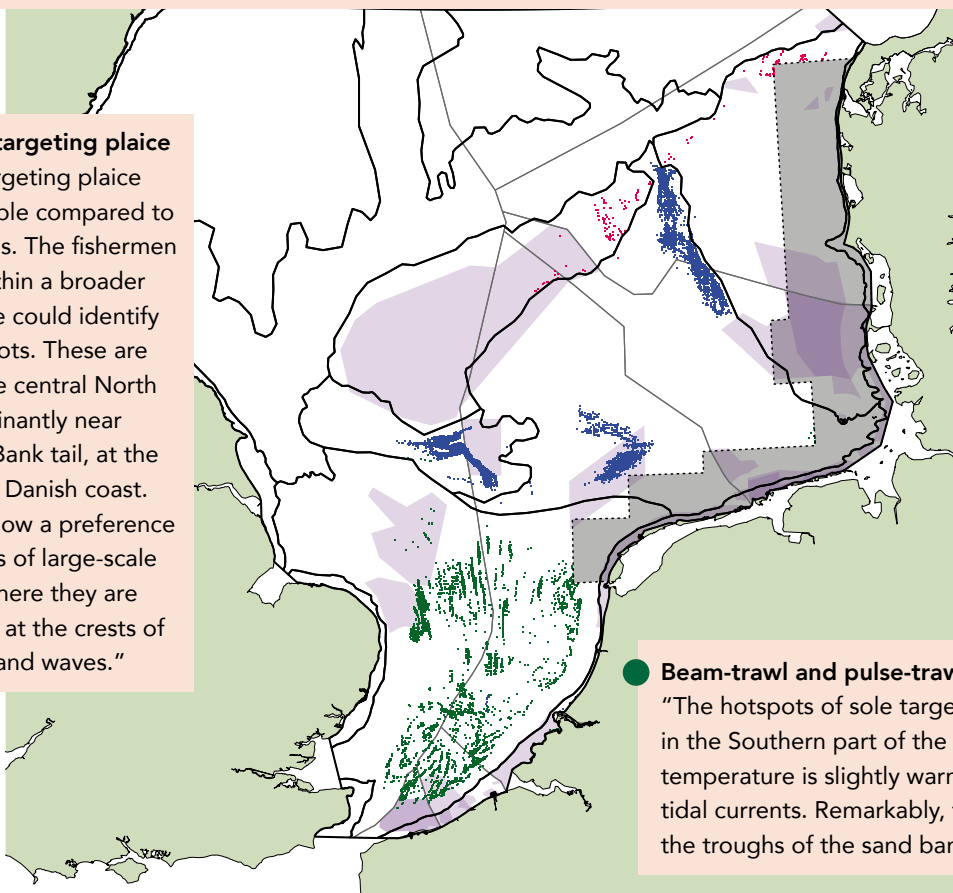 targeting plaice
rgeting plaice
ole compared to
s. The fishermen
thin a broader
e could identify
ots. These are
e central North
inantly near
Bank tail, at the
Danish coast.
ow a preference
s of large-scale
here they are
at the crests of
and waves.”
Beam-trawl and pulse-traw
“The hotspots of sole targe
in the Southern part of the
temperature is slightly warm
tidal currents. Remarkably, t
the troughs of the sand ban